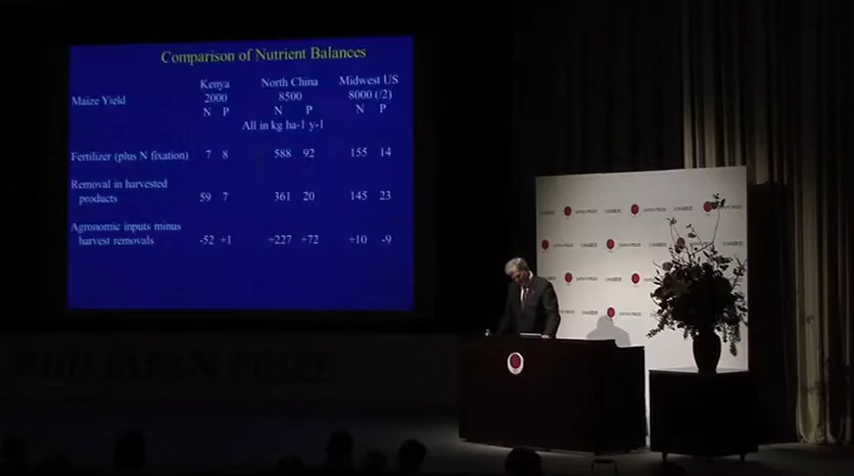 Comparison of Nutrient Balances
Kenya North China Midwest US
Maize Yield 2000 8500 8000 (/2)
N P N P N P
All in kg ha-1 y-1
Fertilizer (plus N fixation) 7 8 588 92 155 14
Removal in harvested
products 59 7 361 20 145 23
Agronomic inputs minus
harvest removals -52 +1 +227 +72 +10 -9
JAPAN PRIZE